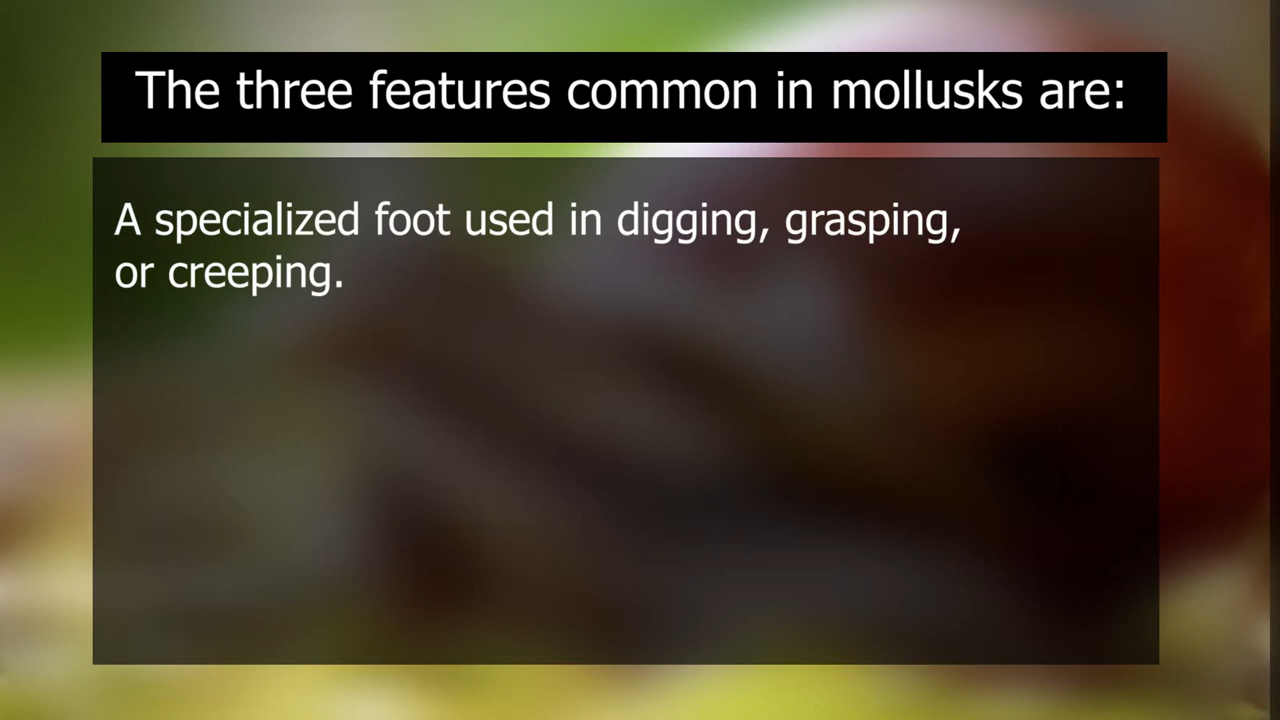 The three features common in mollusks are:
A specialized foot used in digging, grasping,
or creeping.